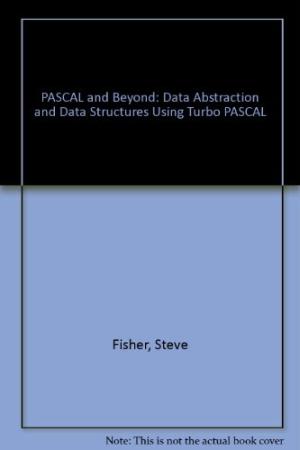 PASCAL and Beyond: Data Abstraction
and Data Structures Using Turbo PASCAL
Fisher, Steve
Note: This is not the actual book cover